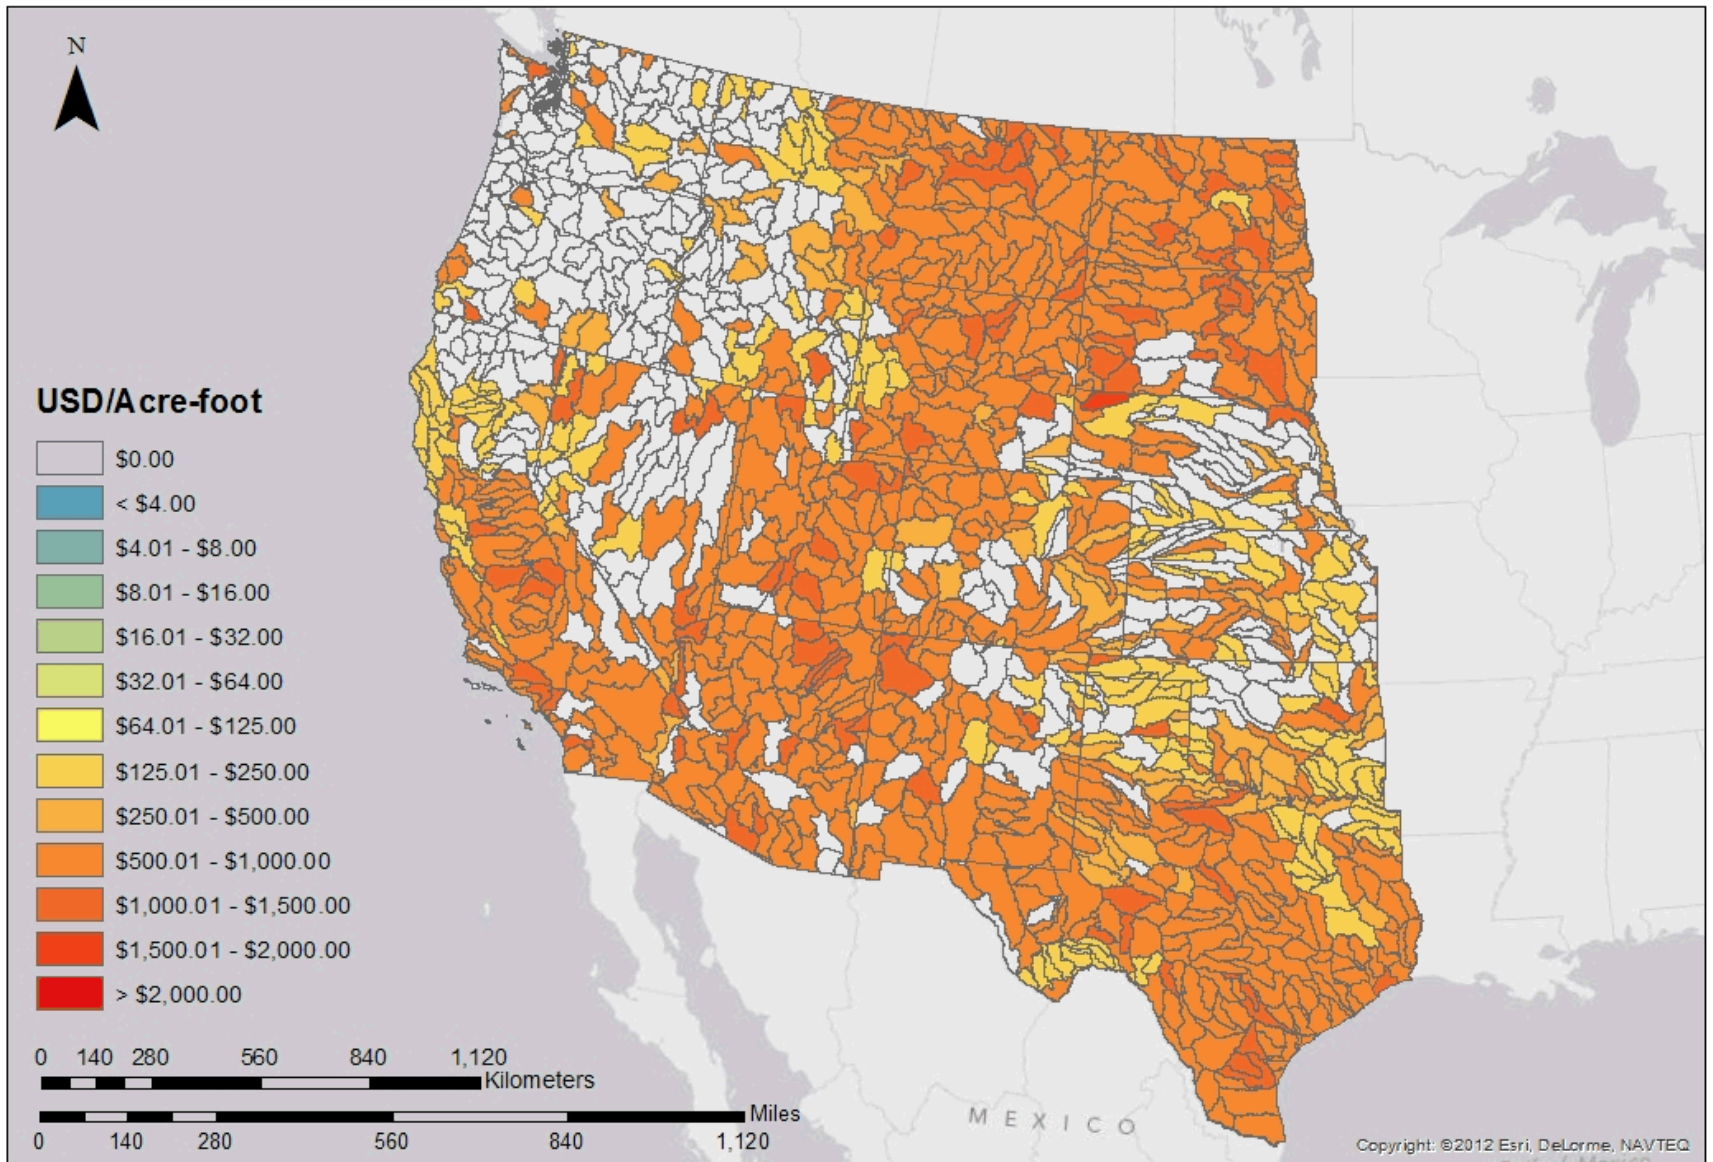 N
USD/Acre-foot
$0.00
< $4.00
$4.01 - $8.00
$8.01 - $16.00
$16.01 - $32.00
$32.01 - $64.00
$64.01 - $125.00
$125.01 - $250.00
$250.01 - $500.00
$500.01 - $1,000.00
$1,000.01 - $1,500.00
$1,500.01 - $2,000.00
> $2,000.00
0 140 280 560 840 1,120
Kilometers
Miles
0 140 280 560 840 1,120
MEXICO
Copyright: ©2012 Esri, DeLorme, NAVTEQ